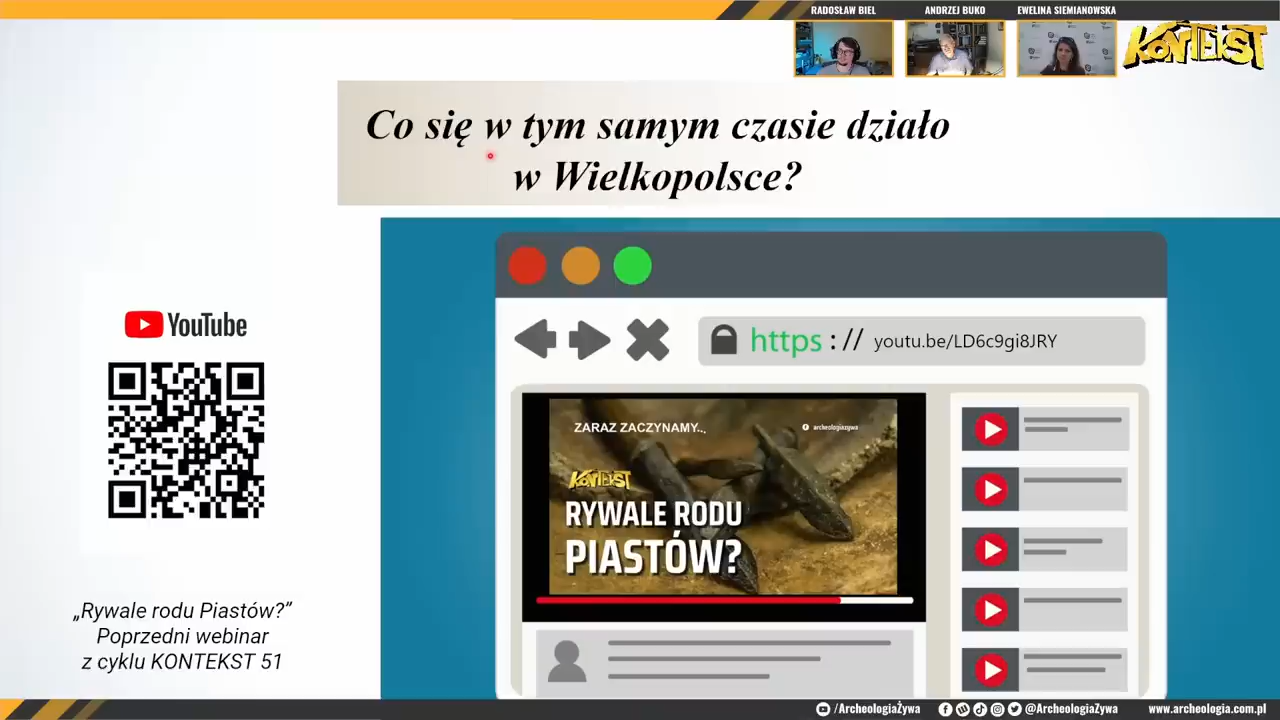 RADOSŁAW BIEL
ANDRZEJ BUKO
EWELINA SIEMIANOWSKA
KONTEKST
Co się w tym samym czasie działo
w Wielkopolsce?
https :// youtu.be/LD6c9gi8JRY
YouTube
ZARAZ ZACZYNAMY...
archeologiazywa
KONTEKST
RYWALE RODU
PIASTÓW?
„Rywale rodu Piastów?”
Poprzedni webinar
z cyklu KONTEKST 51
/ArcheologiaŻywa
@ArcheologiaZywa
www.archeologia.com.pl